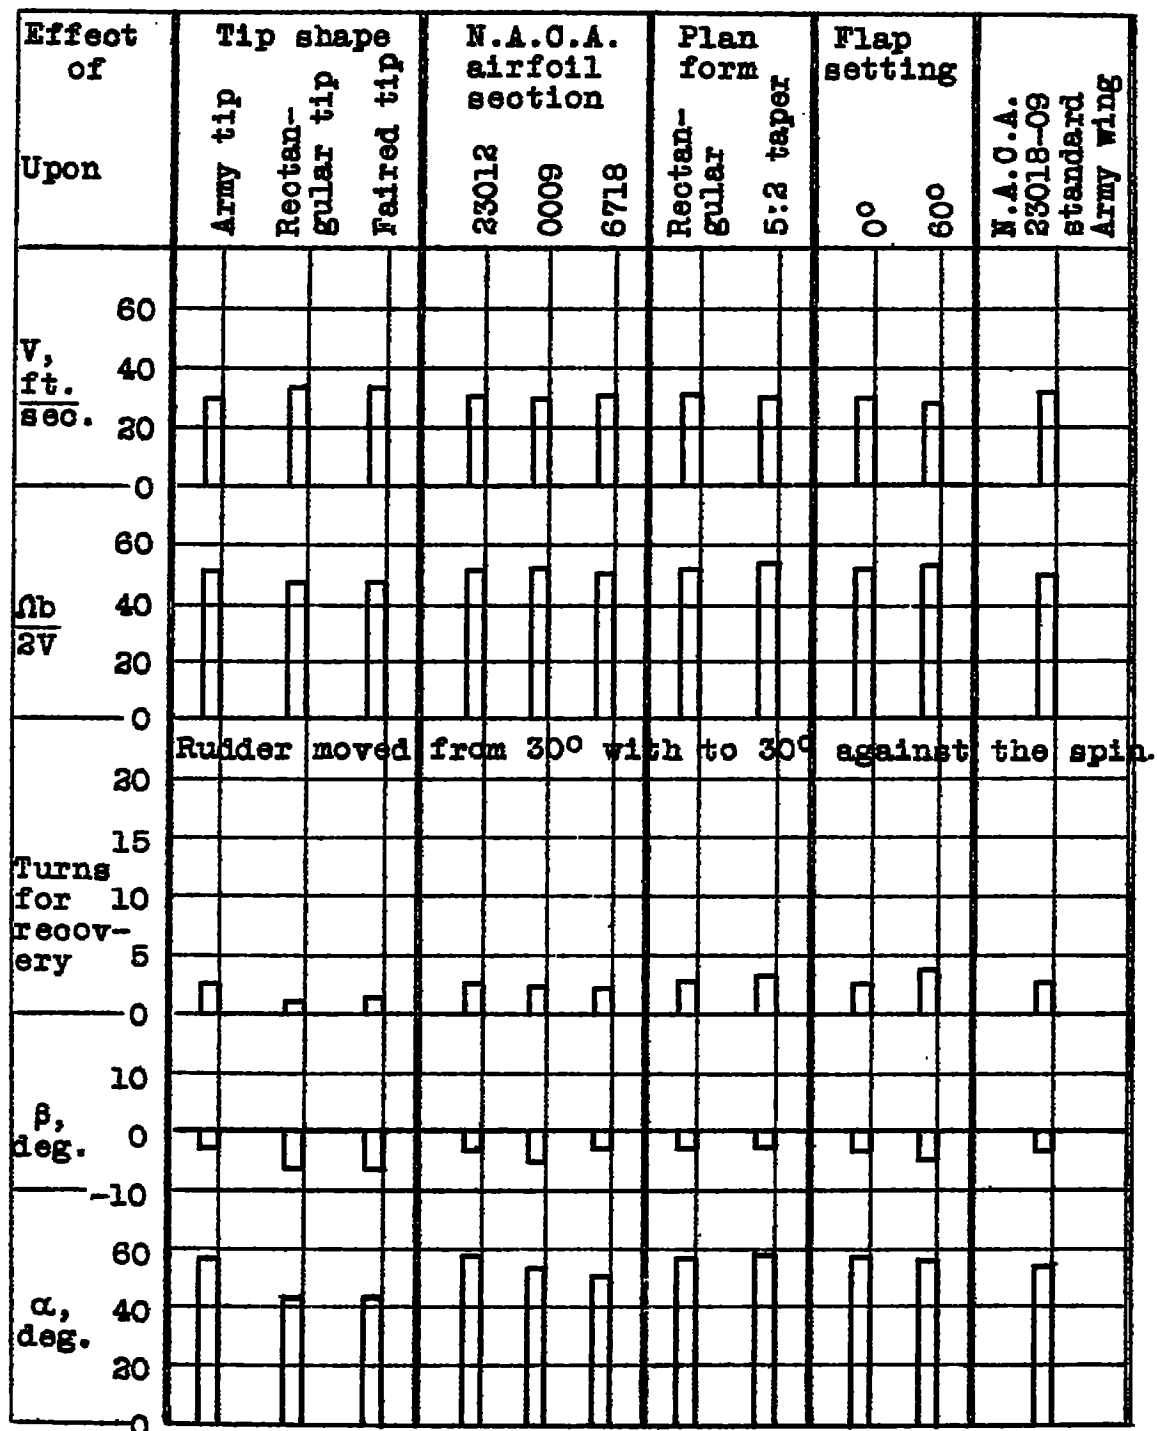 Effect of
Upon
Tip shape
Army tip
Rectan-
gular tip
Faired tip
N.A.C.A.
airfoil
section
23012
0009
6718
Plan
form
Rectan-
gular
5:2 taper
Flap
setting
0°
60°
N.A.C.A.
23018-09
standard
Army wing
V,
ft.
sec.
60
40
20
0
Ωb
2V
60
40
20
0
Rudder moved from 30° with to 30° against the spin.
Turns
for
recov-
ery
20
15
10
5
0
β,
deg.
10
0
-10
α,
deg.
60
40
20
0